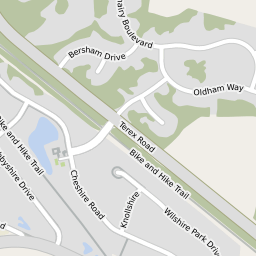 hairy Boulevard
Bersham Drive
Oldham Way
Terex Road
Bike and Hike Trail
Bike and Hike Trail
byshire Drive
Cheshire Road
Knollshire
Wilshire Park Drive
d